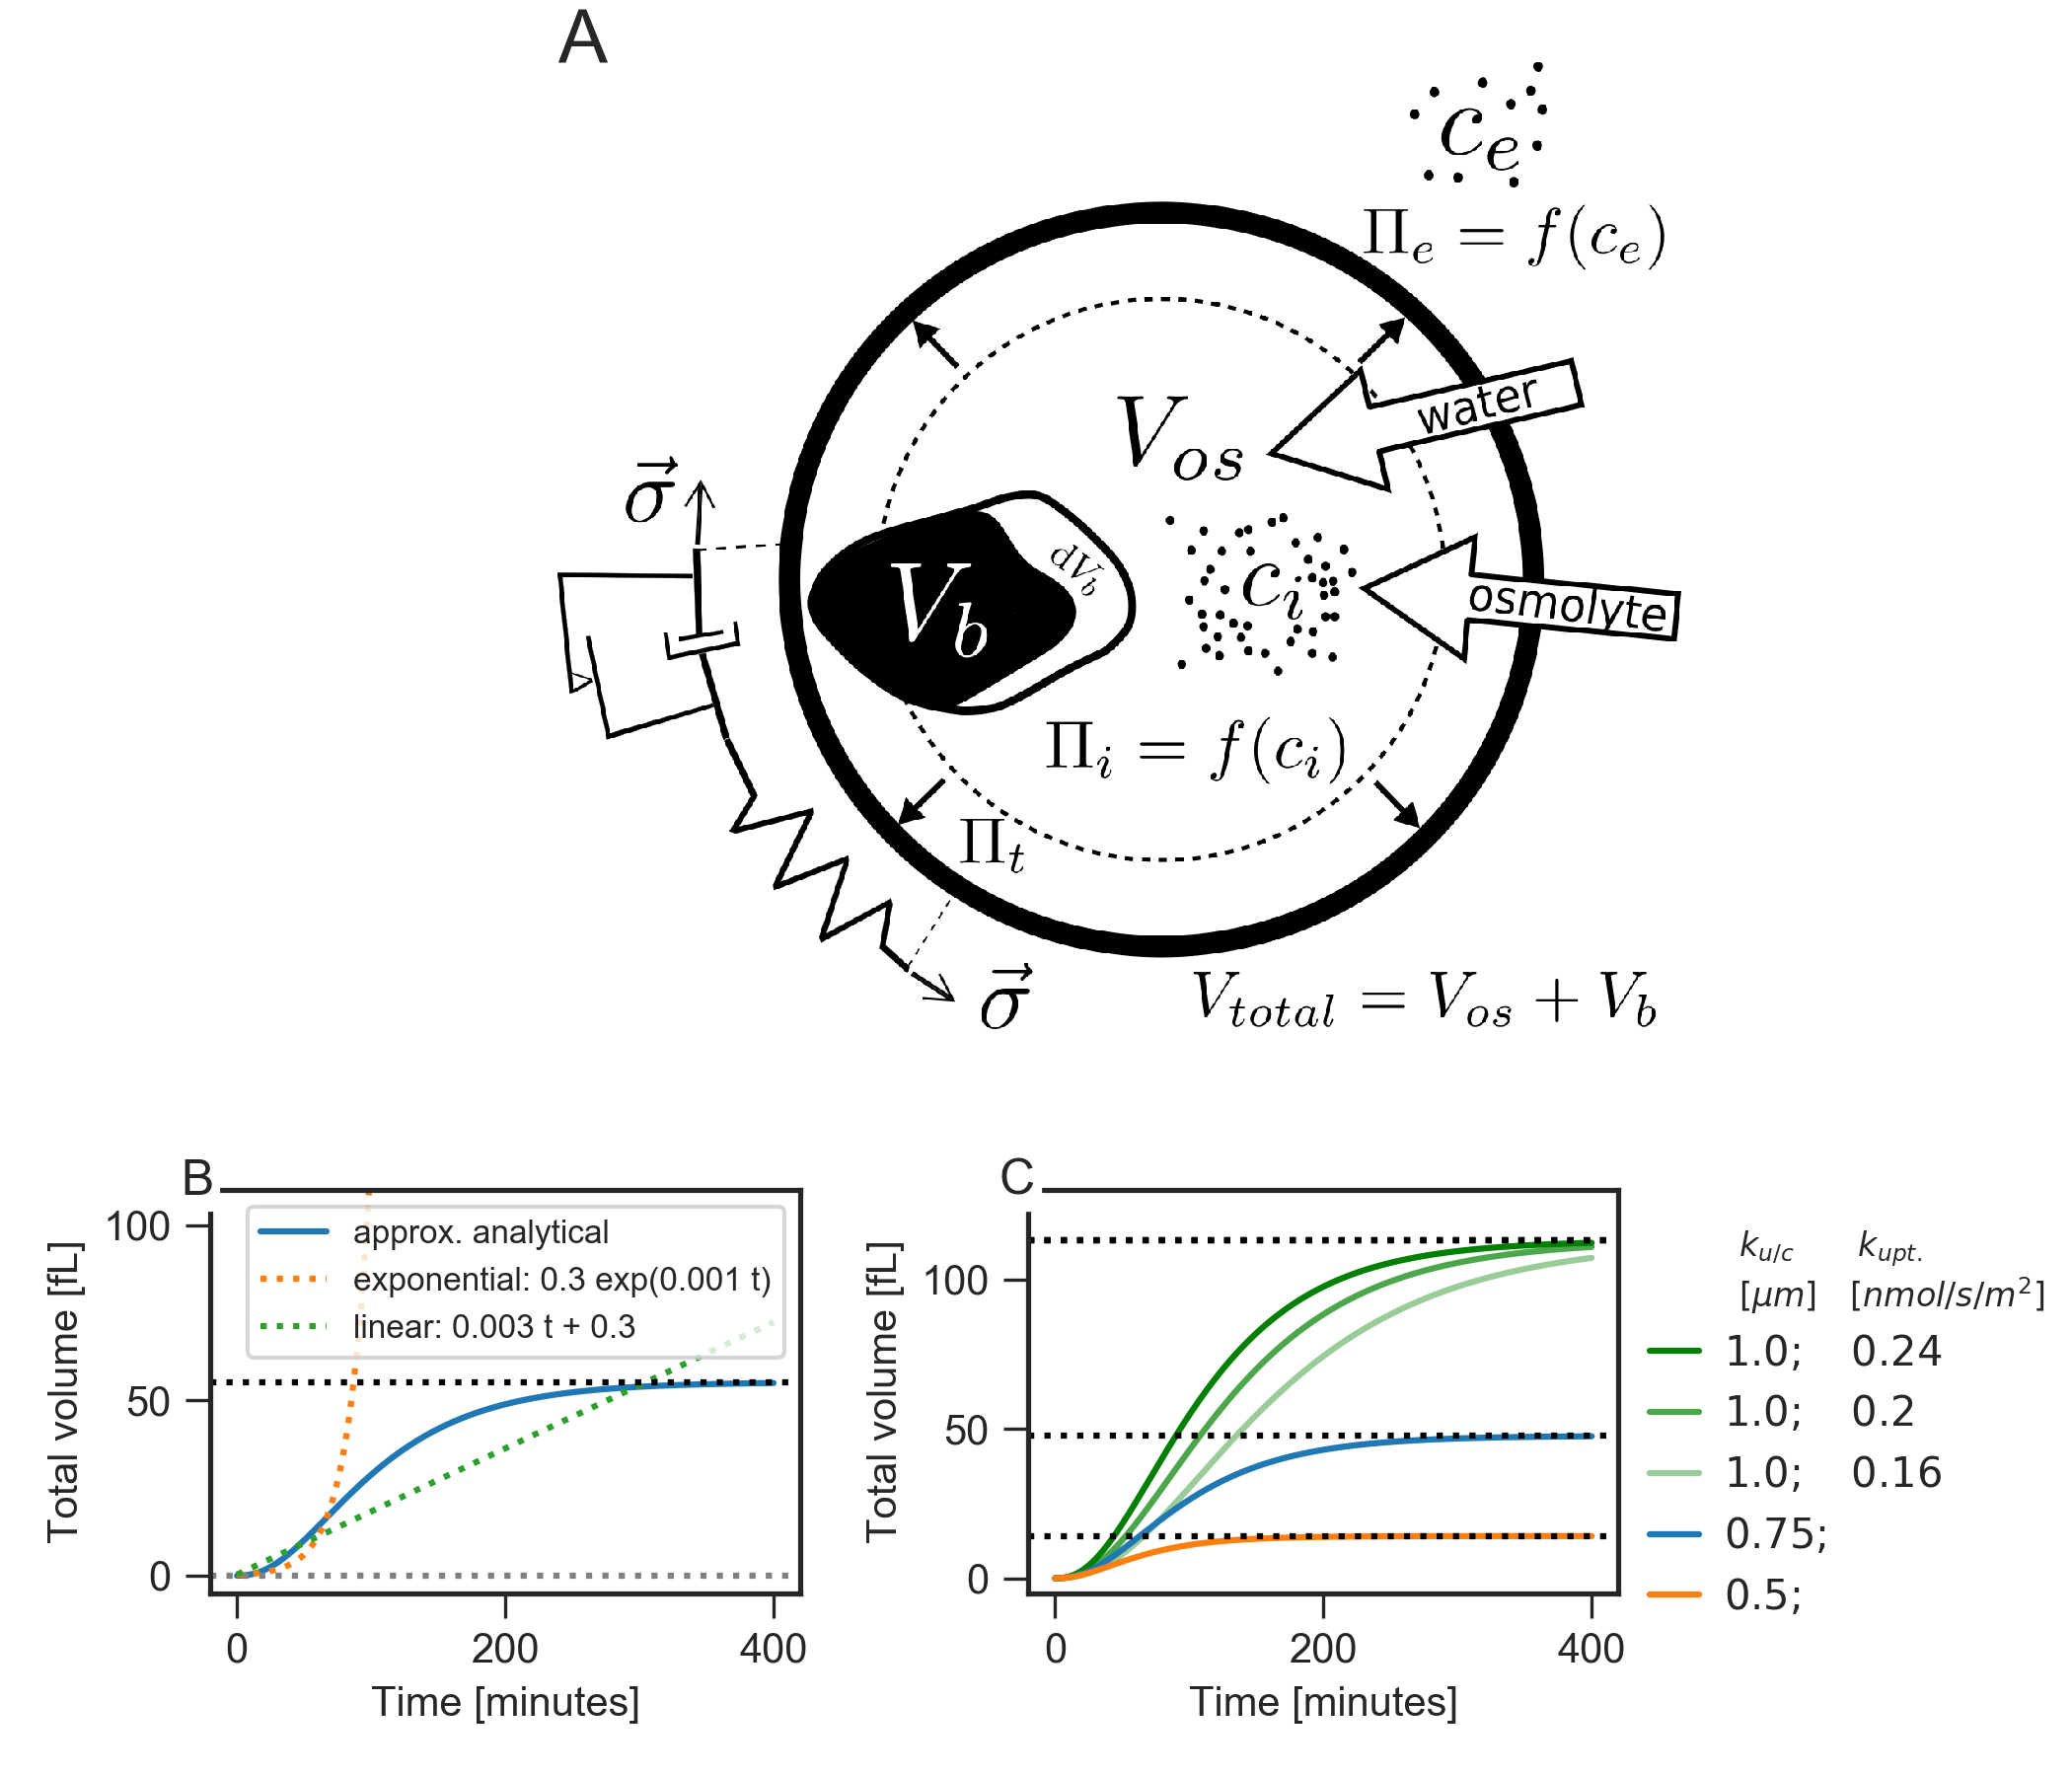 A
c_e
Π_e = f(c_e)
water
V_os
σ⃗
dV_b
V_b
c_i
osmolyte
Π_i = f(c_i)
Π_t
σ⃗
V_total = V_os + V_b
B
Total volume [fL]
100
50
0
approx. analytical
exponential: 0.3 exp(0.001 t)
linear: 0.003 t + 0.3
0 200 400
Time [minutes]
C
Total volume [fL]
100
50
0
0 200 400
Time [minutes]
k_{u/c} k_{upt.}
[μm] [nmol/s/m²]
1.0; 0.24
1.0; 0.2
1.0; 0.16
0.75;
0.5;